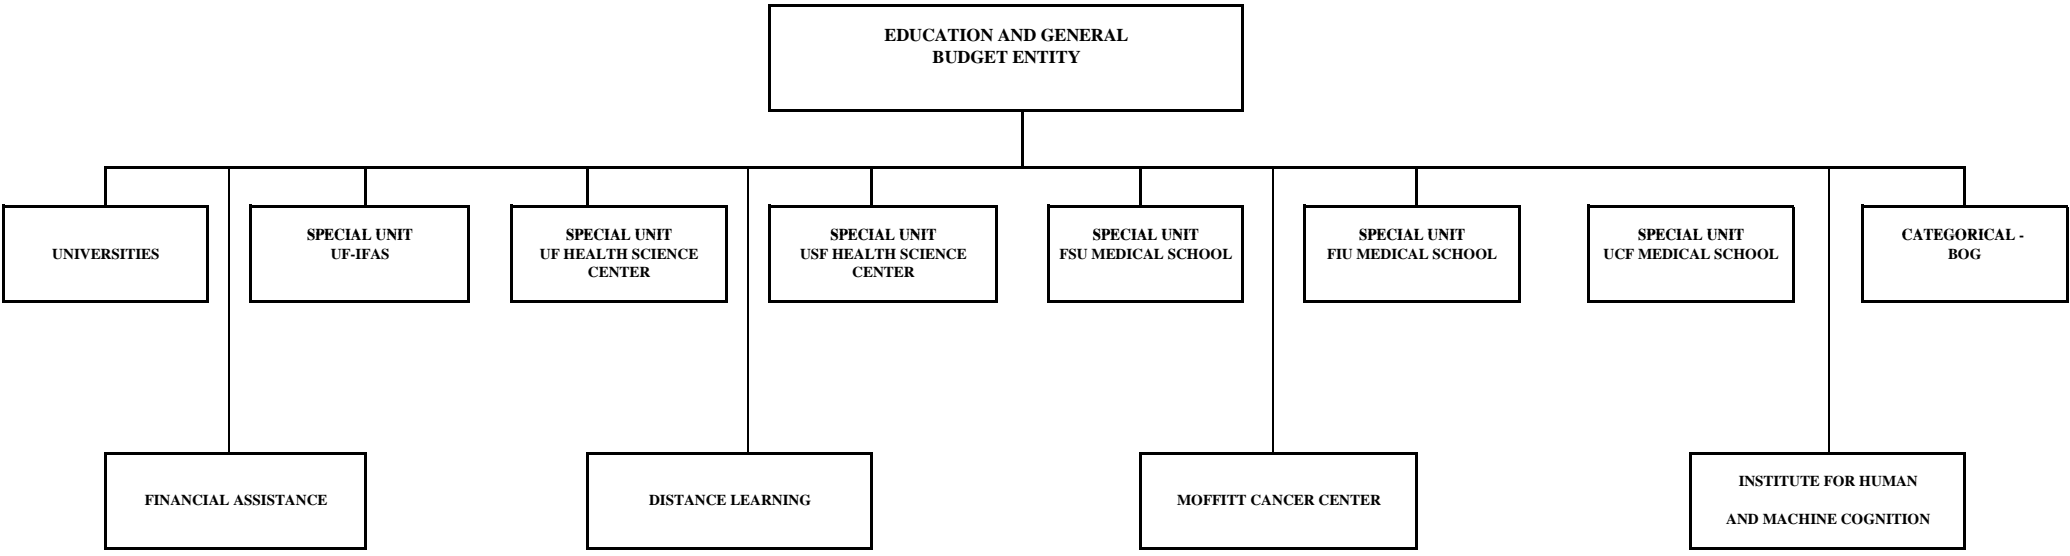 EDUCATION AND GENERAL
BUDGET ENTITY
UNIVERSITIES
SPECIAL UNIT
UF-IFAS
SPECIAL UNIT
UF HEALTH SCIENCE
CENTER
SPECIAL UNIT
USF HEALTH SCIENCE
CENTER
SPECIAL UNIT
FSU MEDICAL SCHOOL
SPECIAL UNIT
FIU MEDICAL SCHOOL
SPECIAL UNIT
UCF MEDICAL SCHOOL
CATEGORICAL -
BOG
FINANCIAL ASSISTANCE
DISTANCE LEARNING
MOFFITT CANCER CENTER
INSTITUTE FOR HUMAN
AND MACHINE COGNITION